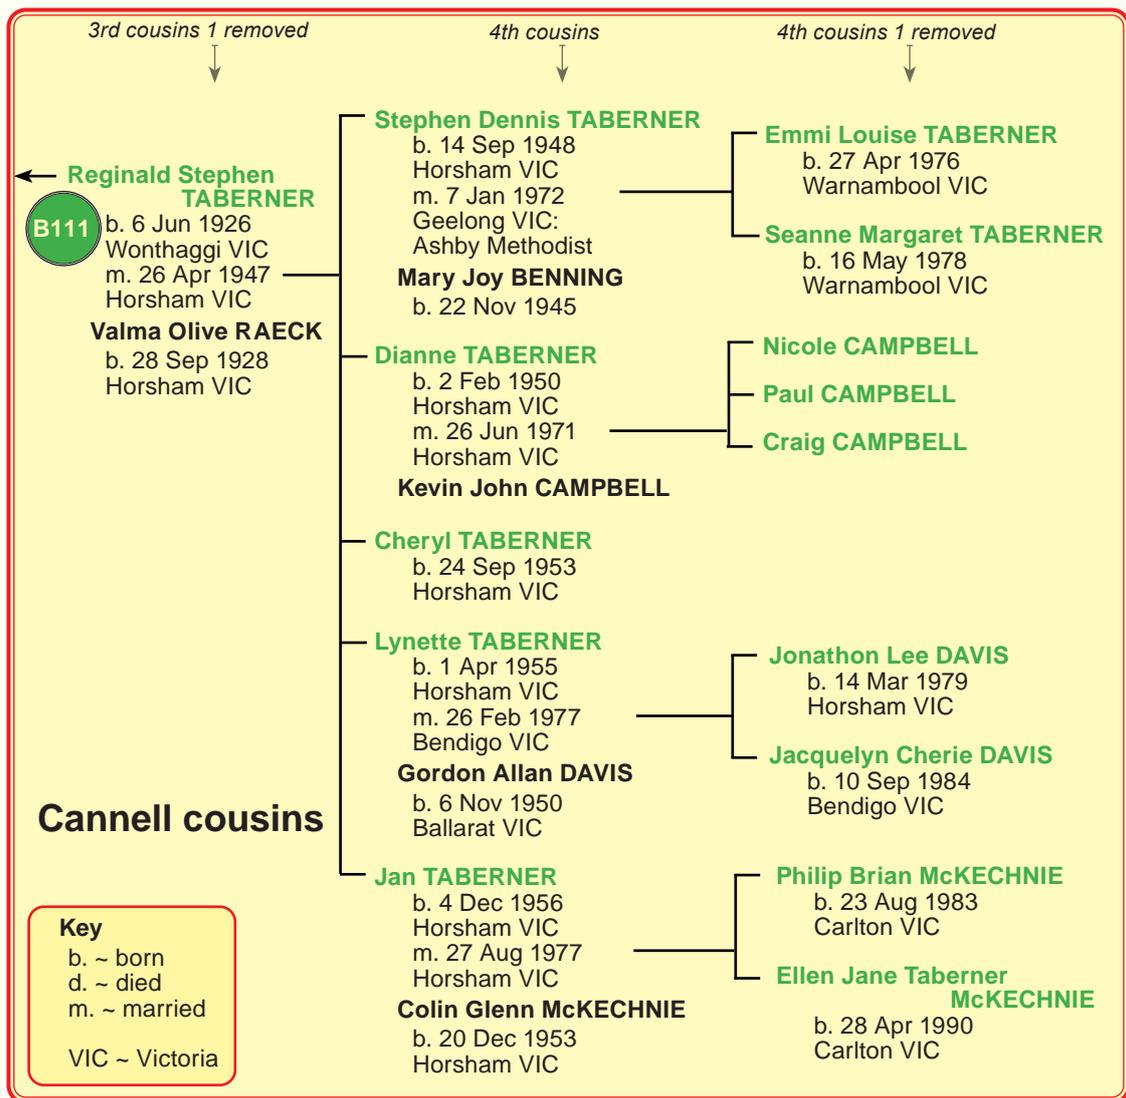 3rd cousins 1 removed
4th cousins
4th cousins 1 removed
Reginald Stephen
TABERNER
B111
b. 6 Jun 1926
Wonthaggi VIC
m. 26 Apr 1947
Horsham VIC
Valma Olive RAECK
b. 28 Sep 1928
Horsham VIC
Stephen Dennis TABERNER
b. 14 Sep 1948
Horsham VIC
m. 7 Jan 1972
Geelong VIC:
Ashby Methodist
Mary Joy BENNING
b. 22 Nov 1945
Emmi Louise TABERNER
b. 27 Apr 1976
Warnambool VIC
Seanne Margaret TABERNER
b. 16 May 1978
Warnambool VIC
Dianne TABERNER
b. 2 Feb 1950
Horsham VIC
m. 26 Jun 1971
Horsham VIC
Kevin John CAMPBELL
Nicole CAMPBELL
Paul CAMPBELL
Craig CAMPBELL
Cheryl TABERNER
b. 24 Sep 1953
Horsham VIC
Lynette TABERNER
b. 1 Apr 1955
Horsham VIC
m. 26 Feb 1977
Bendigo VIC
Gordon Allan DAVIS
b. 6 Nov 1950
Ballarat VIC
Jonathon Lee DAVIS
b. 14 Mar 1979
Horsham VIC
Jacquelyn Cherie DAVIS
b. 10 Sep 1984
Bendigo VIC
Jan TABERNER
b. 4 Dec 1956
Horsham VIC
m. 27 Aug 1977
Horsham VIC
Colin Glenn McKECHNIE
b. 20 Dec 1953
Horsham VIC
Philip Brian McKECHNIE
b. 23 Aug 1983
Carlton VIC
Ellen Jane Taberner
McKECHNIE
b. 28 Apr 1990
Carlton VIC
Cannell cousins
Key
b. ~ born
d. ~ died
m. ~ married
VIC ~ Victoria